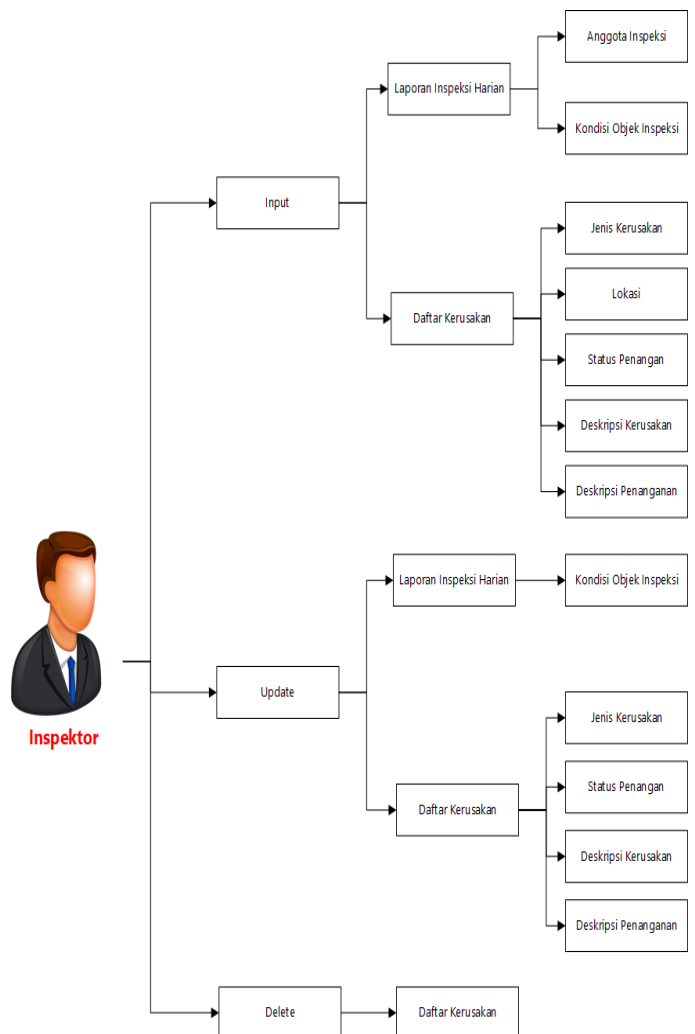 Anggota Inspeksi
Laporan Inspeksi Harian
Kondisi Objek Inspeksi
Input
Jenis Kerusakan
Lokasi
Daftar Kerusakan
Status Penangan
Deskripsi Kerusakan
Deskripsi Penanganan
Laporan Inspeksi Harian
Kondisi Objek Inspeksi
Inspektor
Update
Jenis Kerusakan
Status Penangan
Daftar Kerusakan
Deskripsi Kerusakan
Deskripsi Penanganan
Delete
Daftar Kerusakan